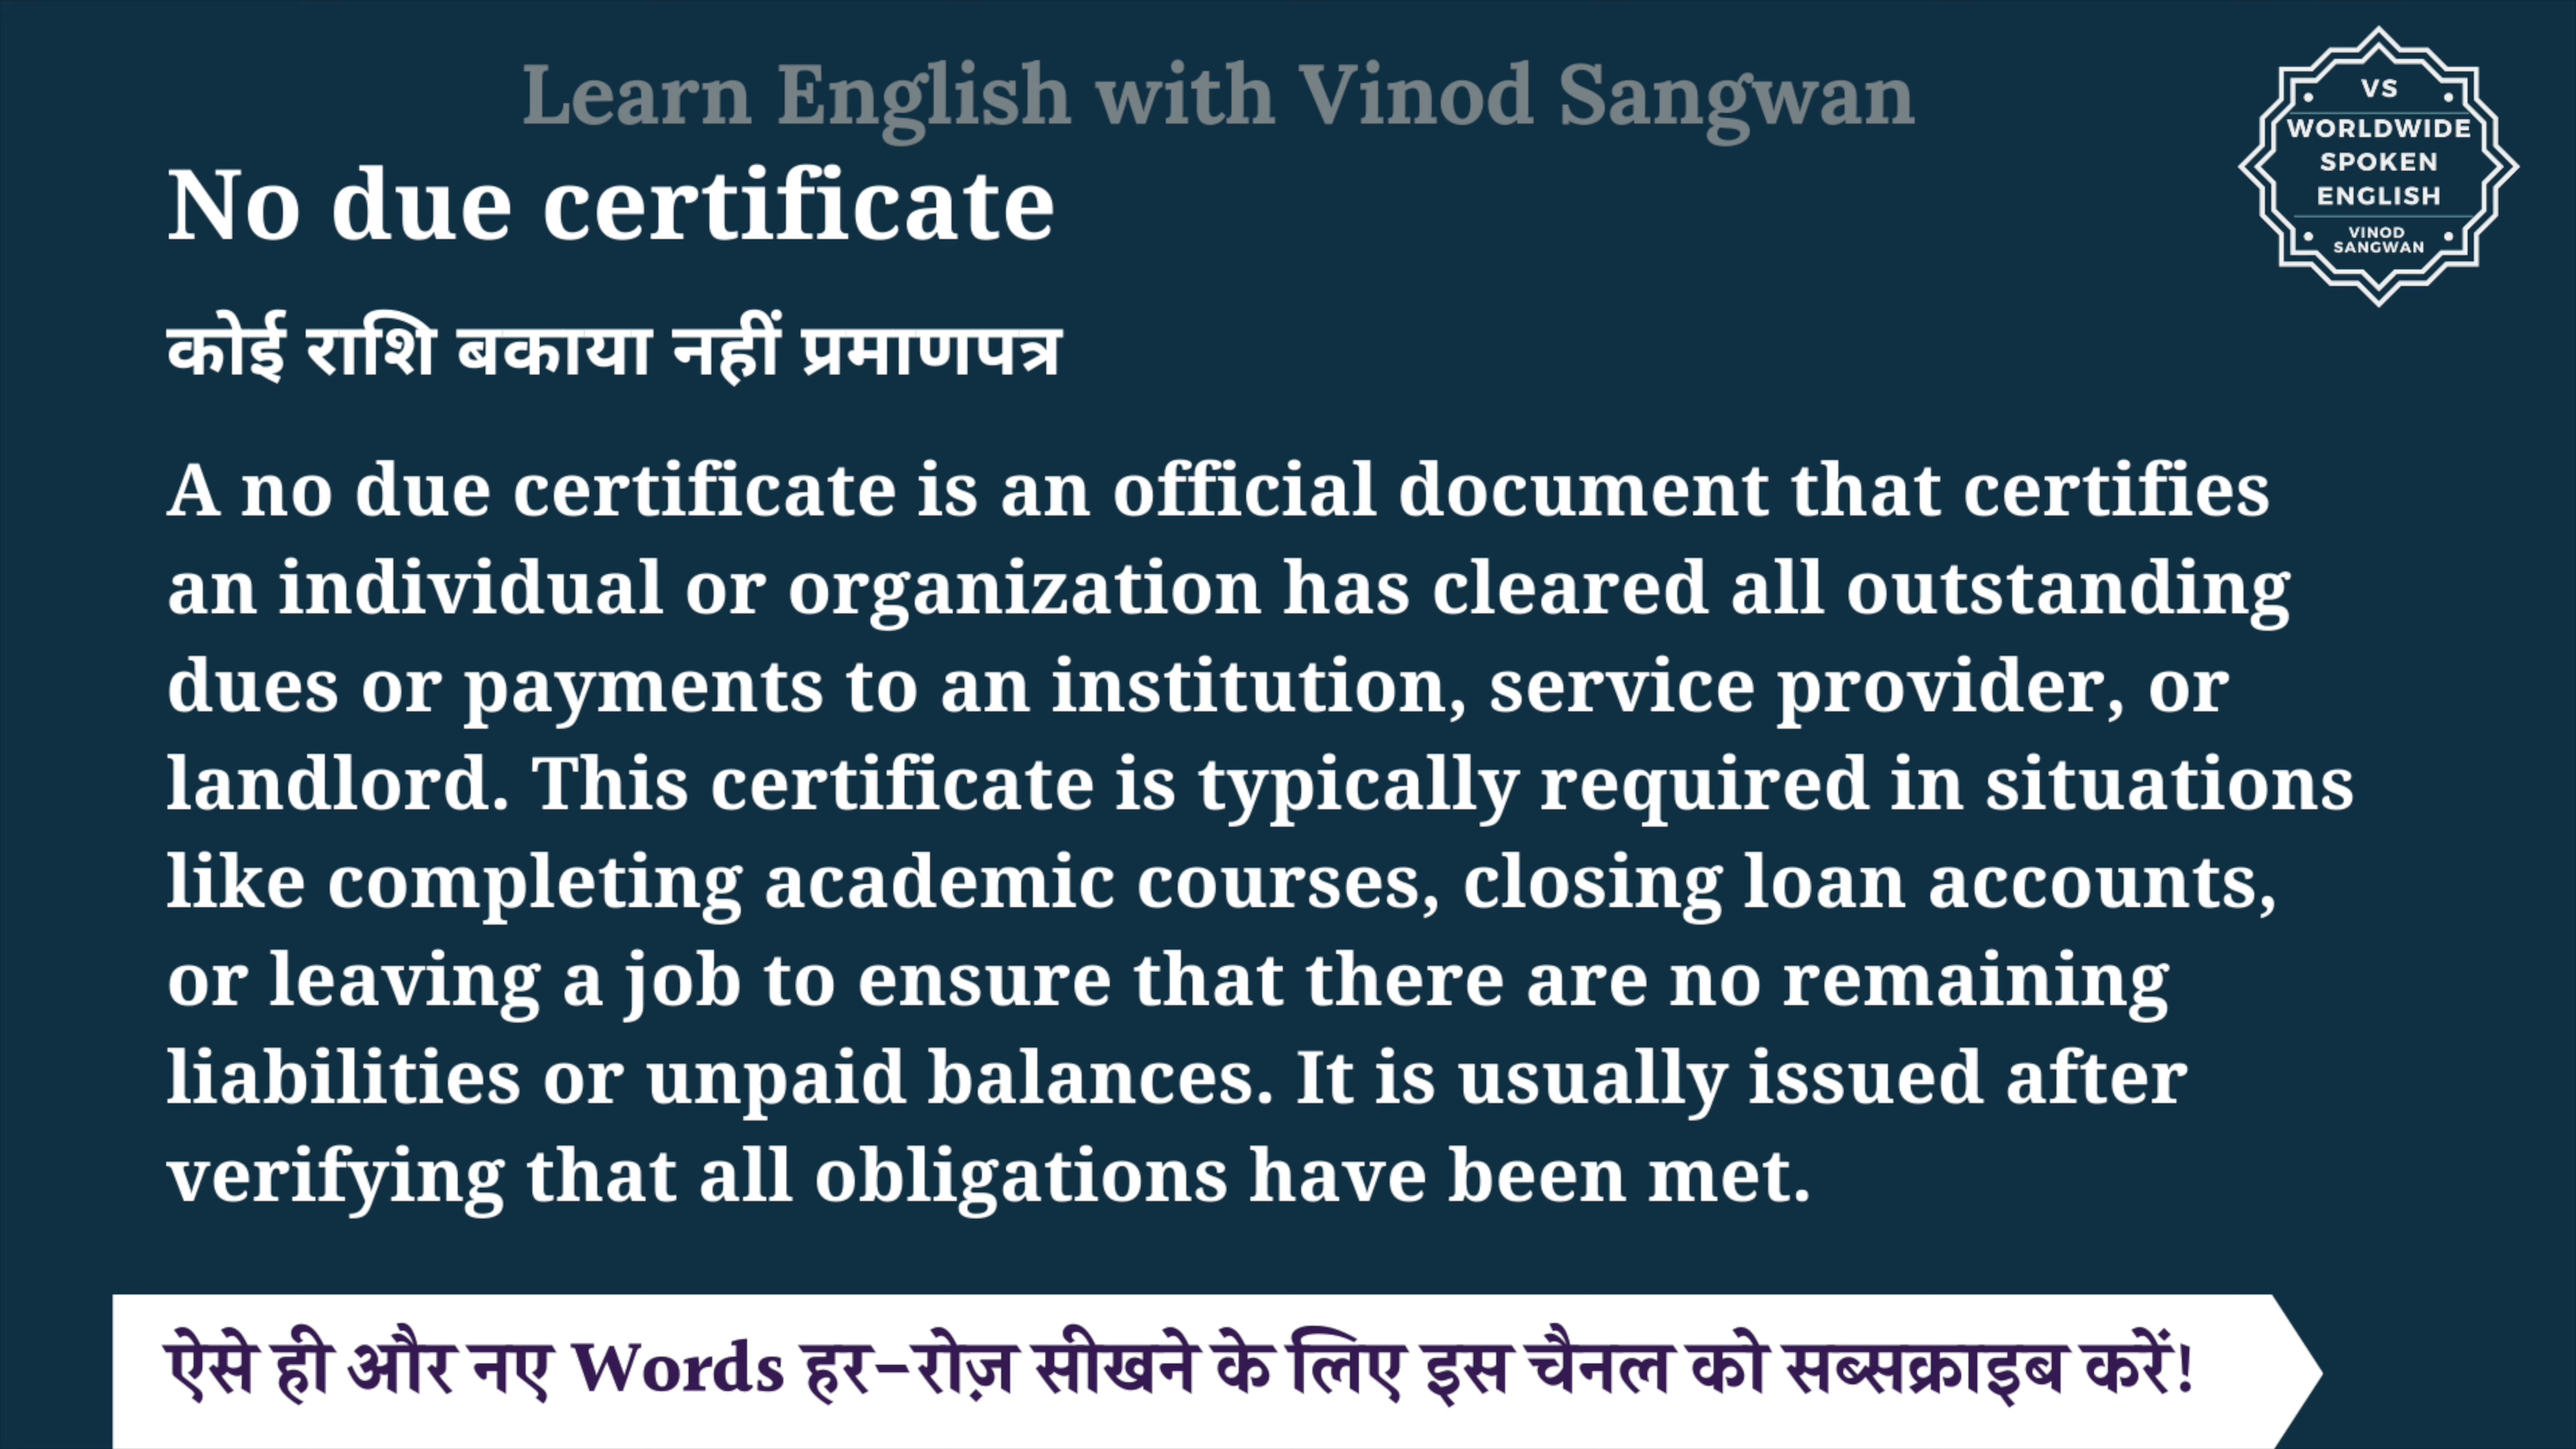 Learn English with Vinod Sangwan
VS
WORLDWIDE
SPOKEN
ENGLISH
VINOD
SANGWAN
No due certificate
कोई राशि बकाया नहीं प्रमाणपत्र
A no due certificate is an official document that certifies
an individual or organization has cleared all outstanding
dues or payments to an institution, service provider, or
landlord. This certificate is typically required in situations
like completing academic courses, closing loan accounts,
or leaving a job to ensure that there are no remaining
liabilities or unpaid balances. It is usually issued after
verifying that all obligations have been met.
ऐसे ही और नए Words हर-रोज़ सीखने के लिए इस चैनल को सब्सक्राइब करें!